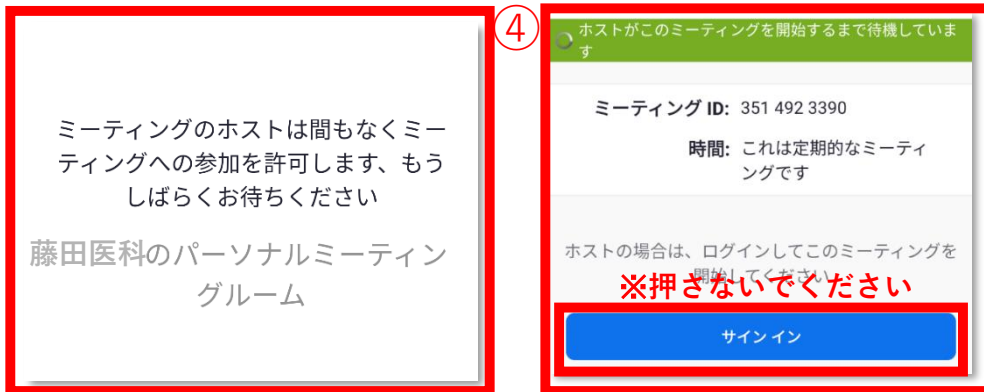 ミーティングのホストは間もなくミー
ティングへの参加を許可します、もう
しばらくお待ちください
藤田医科のパーソナルミーティン
グルーム
④
ホストがこのミーティングを開始するまで待機していま
す
ミーティング ID: 351 492 3390
時間: これは定期的なミーティ
ングです
ホストの場合は、ログインしてこのミーティングを
開始してください
※押さないでください
サイン イン